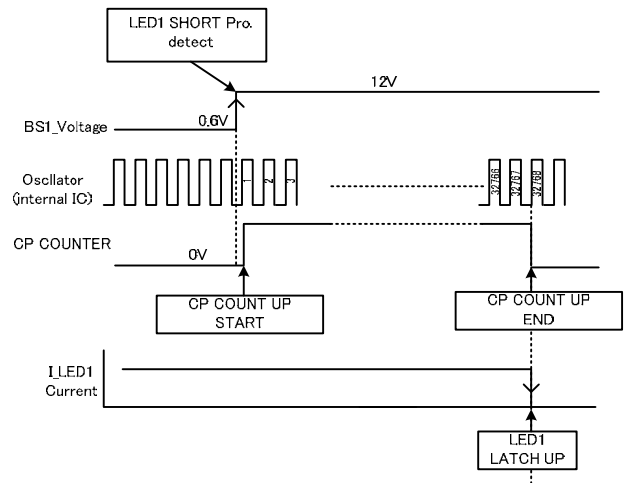 LED1 SHORT Pro.
detect
12V
0.6V
BS1_Voltage
Oscllator
(internal IC)
1
2
3
32766
32767
32768
CP COUNTER
0V
CP COUNT UP
START
CP COUNT UP
END
I_LED1
Current
LED1
LATCH UP